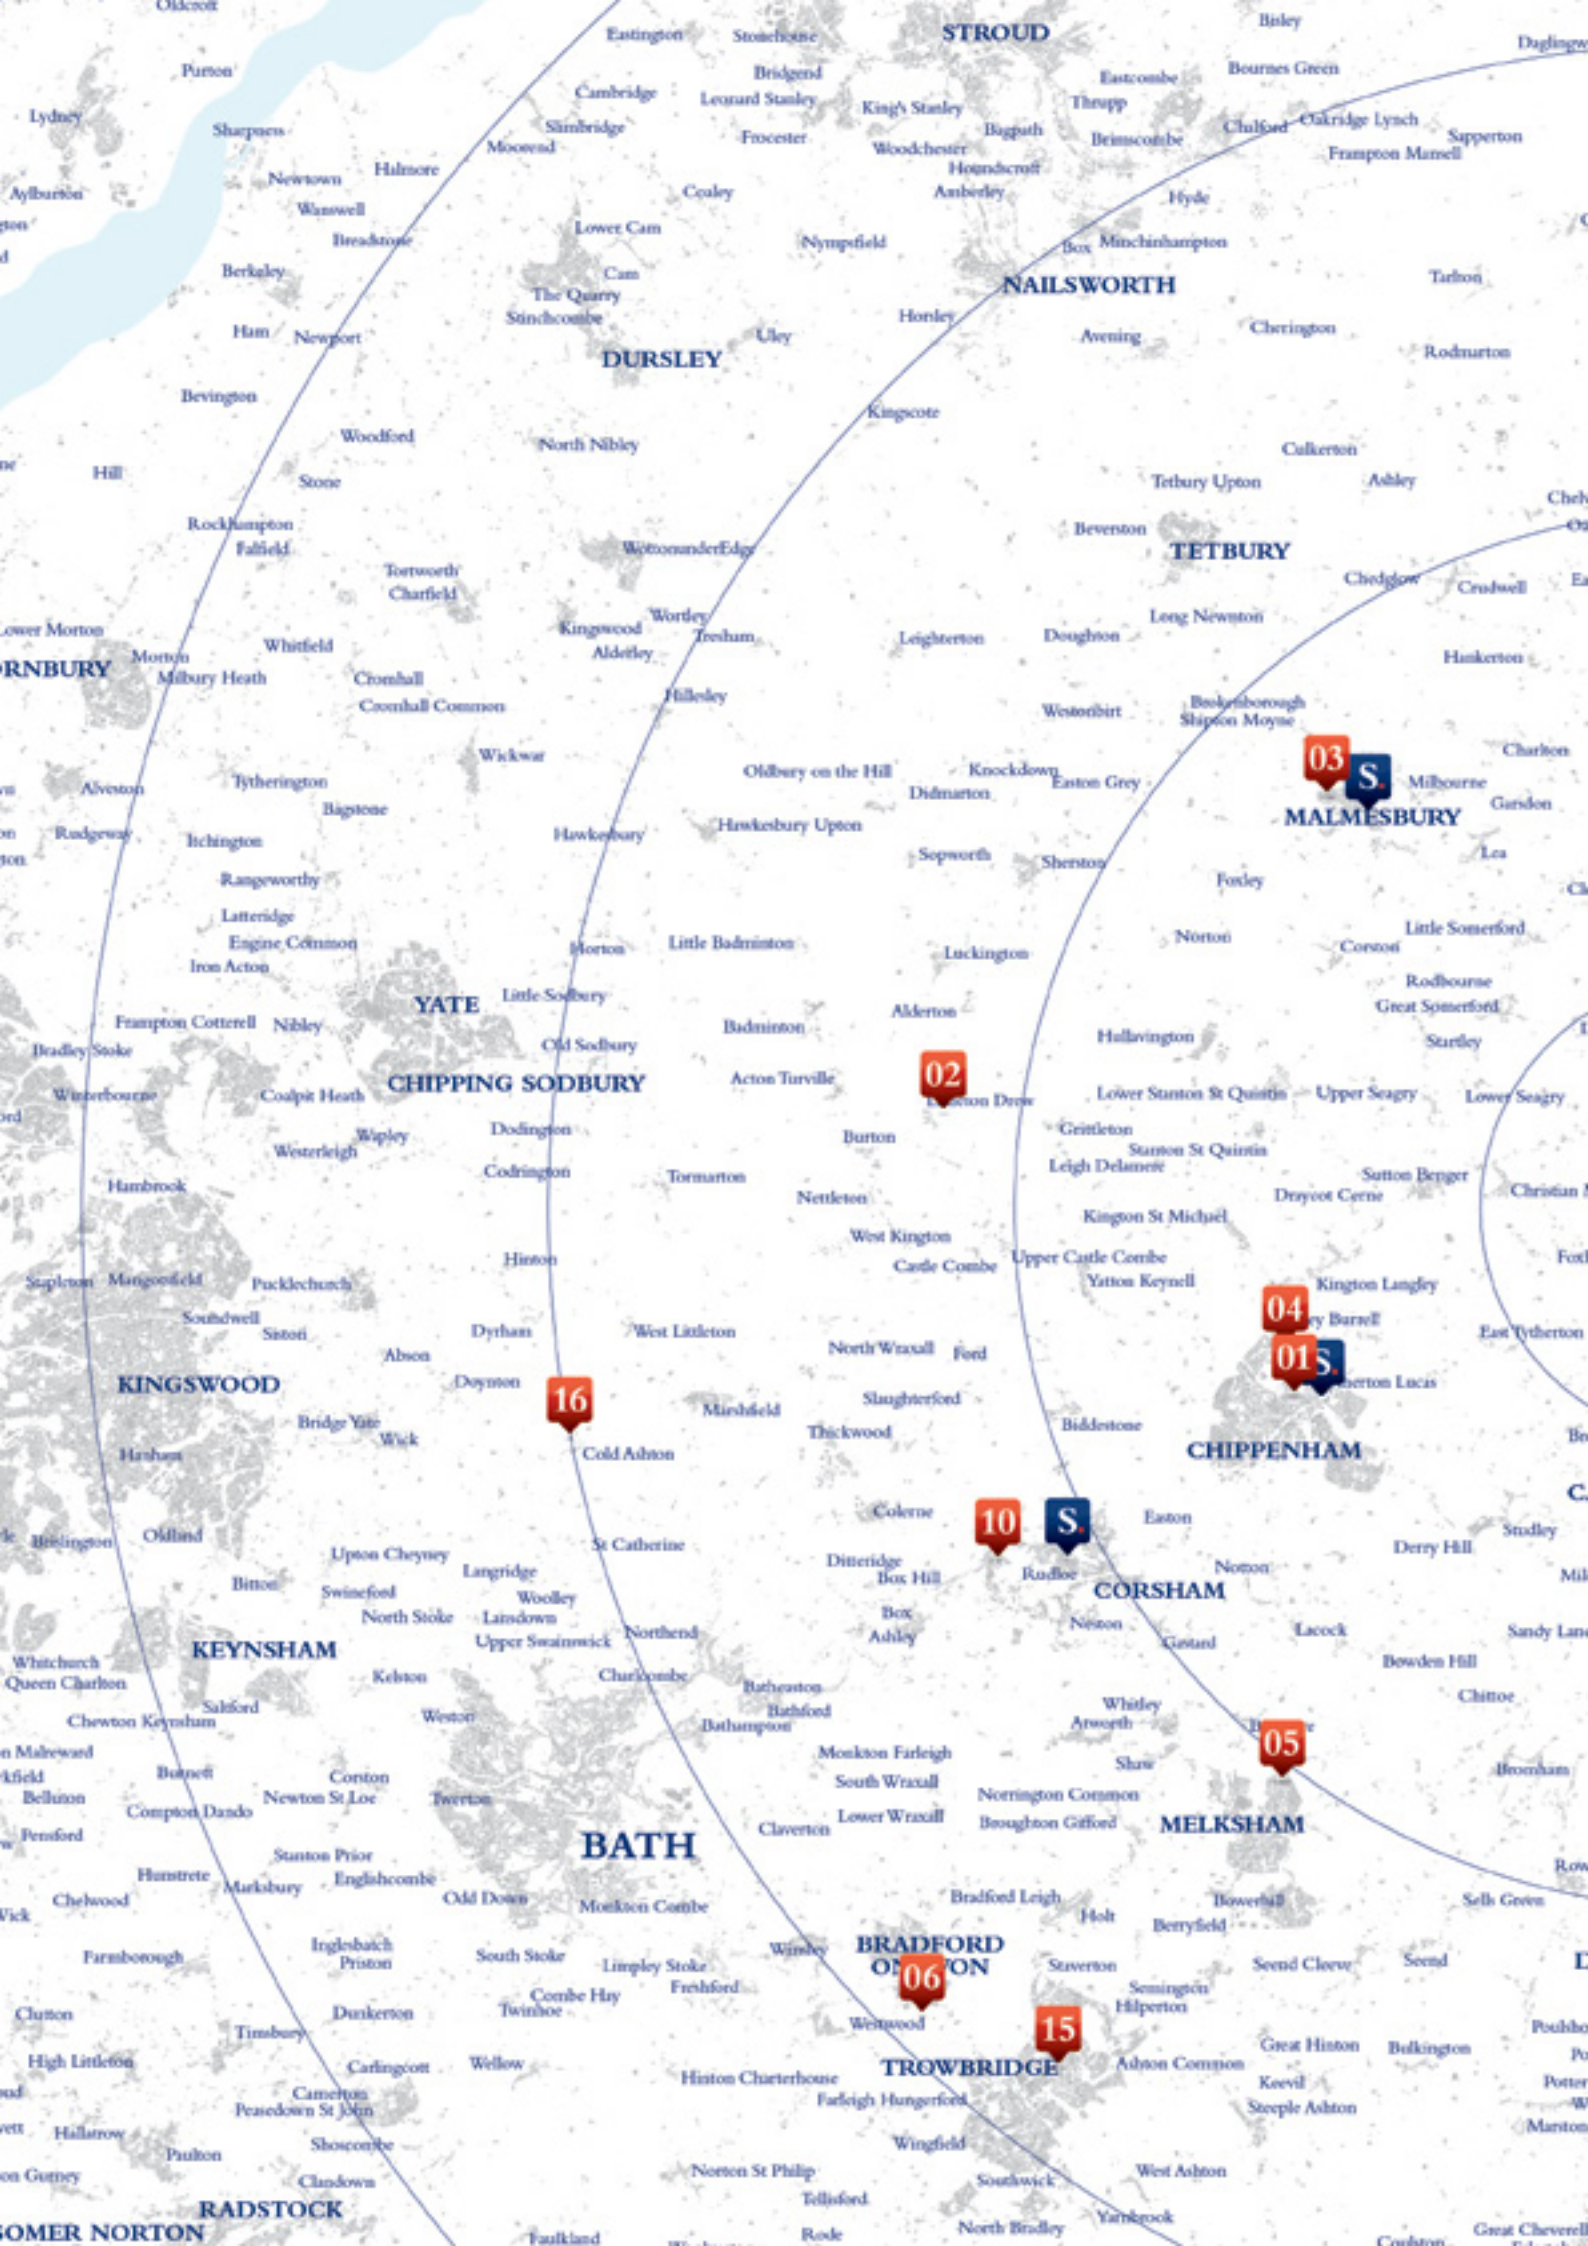 Oldcroft
Eastington
Stonehouse
STROUD
Bisley
Purton
Bridgend
Eastcombe
Bournes Green
Cambridge
Leonard Stanley
King's Stanley
Thrupp
Lydney
Sharpness
Slimbridge
Frocester
Bagpath
Brimscombe
Chalford
Oakridge Lynch
Sapperton
Moorend
Woodchester
Frampton Mansell
Newtown
Halmore
Houndscroft
Aylburton
Coaley
Amberley
Hyde
Wanswell
Breadstone
Lower Cam
Nympsfield
Box
Minchinhampton
Berkeley
Cam
NAILSWORTH
Tarlton
The Quarry
Stinchcombe
Ham
Newport
Uley
Horsley
Avening
Cherington
DURSLEY
Rodmarton
Bevington
Kingscote
Woodford
North Nibley
Culkerton
Hill
Stone
Tetbury Upton
Ashley
Rockhampton
Falfield
WottonunderEdge
Beverston
TETBURY
Tortworth
Charfield
Chedglow
Crudwell
Lower Morton
Kingswood
Wortley
Tresham
Leighterton
Doughton
Long Newnton
ORNBURY
Morton
Whitfield
Alderley
Hankerton
Milbury Heath
Cromhall
Cromhall Common
Hillesley
Westonbirt
Brokenborough
Shipton Moyne
Wickwar
Oldbury on the Hill
Knockdown
03
S.
Charlton
Alveston
Tytherington
Didmarton
Easton Grey
Milbourne
Bagstone
MALMESBURY
Garsdon
Rudgeway
Itchington
Hawkesbury
Hawkesbury Upton
Sopworth
Sherston
Lea
Rangeworthy
Foxley
Latteridge
Engine Common
Horton
Little Badminton
Luckington
Norton
Corston
Little Somerford
Iron Acton
Rodbourne
YATE
Little Sodbury
Alderton
Great Somerford
Frampton Cotterell
Nibley
Badminton
Hullavington
Startley
Bradley Stoke
Old Sodbury
02
CHIPPING SODBURY
Acton Turville
Winterbourne
Coalpit Heath
Lower Stanton St Quintin
Upper Seagry
Lower Seagry
Wapley
Dodington
Burton
Grittleton
Westerleigh
Stanton St Quintin
Hambrook
Codrington
Tormarton
Nettleton
Leigh Delamere
Sutton Benger
Draycot Cerne
Kington St Michael
West Kington
Hinton
Castle Combe
Upper Castle Combe
Yatton Keynell
Stapleton
Mangotsfield
Pucklechurch
Kington Langley
04
Soundwell
Siston
Dyrham
West Littleton
East Tytherton
Abson
North Wraxall
Ford
01
S.
KINGSWOOD
Doynton
16
Marshfield
Slaughterford
Bridge Yate
Wick
Thickwood
Biddestone
CHIPPENHAM
Hanham
Cold Ashton
Colerne
10
S.
Easton
Studley
Brislington
Oldland
Upton Cheyney
St Catherine
Ditteridge
Derry Hill
Bitton
Swineford
Langridge
Box Hill
Rudloe
Notton
CORSHAM
Woolley
North Stoke
Lansdown
Box
Neston
Lacock
Sandy Lane
KEYNSHAM
Upper Swainswick
Northend
Ashley
Gastard
Whitchurch
Queen Charlton
Kelston
Charlcombe
Batheaston
Bowden Hill
Saltford
Bathford
Whitley
Chittoe
Chewton Keynsham
Weston
Bathampton
Atworth
05
Monkton Farleigh
Shaw
Burnett
Corston
South Wraxall
Bromham
Belluton
Newton St Loe
Twerton
Norrington Common
Compton Dando
Lower Wraxall
Broughton Gifford
MELKSHAM
Pensford
BATH
Claverton
Stanton Prior
Hunstrete
Marksbury
Englishcombe
Chelwood
Odd Down
Monkton Combe
Bradford Leigh
Bowerhill
Sells Green
Holt
Berryfield
Farmborough
Inglesbatch
Priston
South Stoke
Limpley Stoke
Winsley
BRADFORD
06
Staverton
Seend Cleeve
Seend
Freshford
Semington
Clutton
Dunkerton
Combe Hay
Twinhoe
Hilperton
Timsbury
Westwood
15
Great Hinton
Bulkington
High Littleton
Carlingcott
Wellow
TROWBRIDGE
Ashton Common
Hinton Charterhouse
Keevil
Camerton
Farleigh Hungerford
Steeple Ashton
Peasedown St John
Hallatrow
Shoscombe
Wingfield
Paulton
Clandown
Norton St Philip
Southwick
West Ashton
RADSTOCK
Tellisford
SOMER NORTON
Faulkland
Rode
North Bradley
Yarnbrook